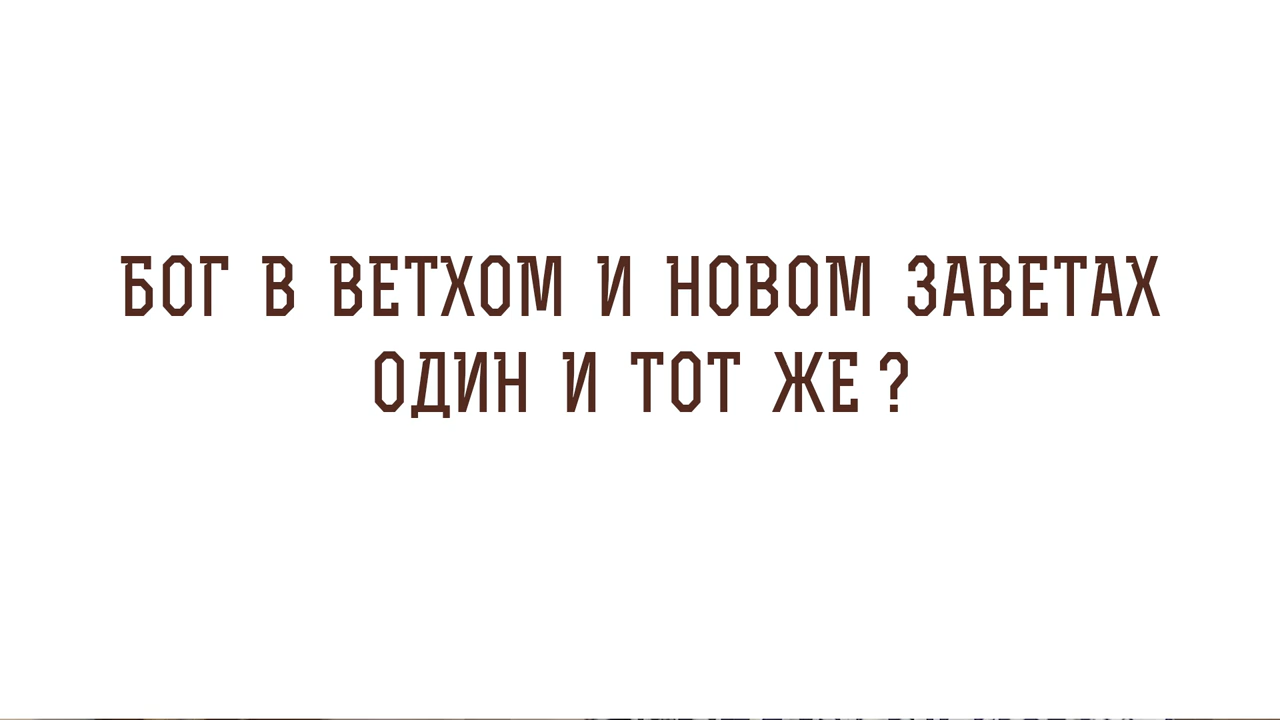 БОГ В ВЕТХОМ И НОВОМ ЗАВЕТАХ
ОДИН И ТОТ ЖЕ?